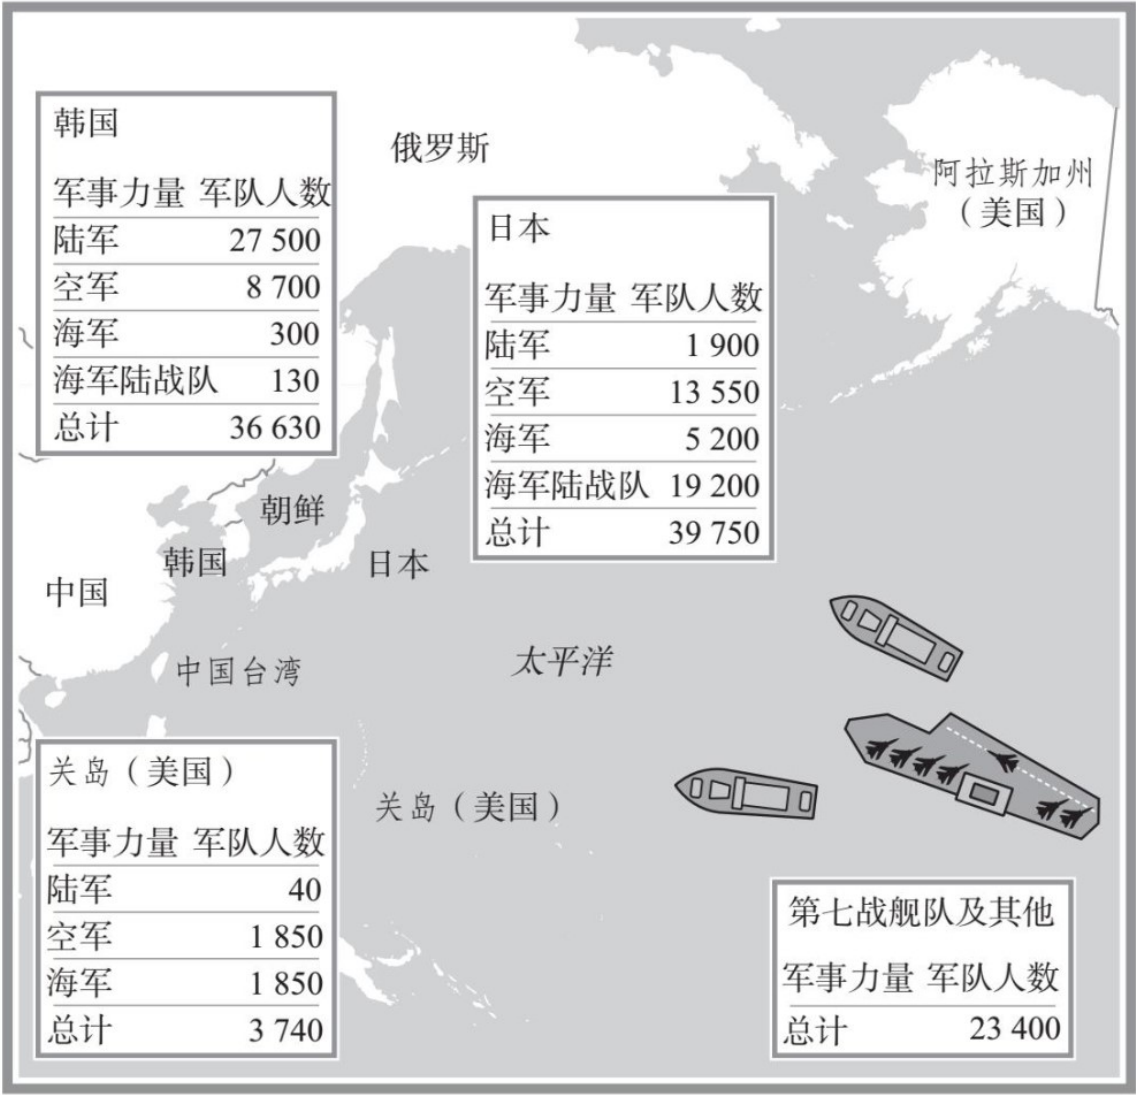 韩国
军事力量 军队人数
陆军 27 500
空军 8 700
海军 300
海军陆战队 130
总计 36 630
俄罗斯
阿拉斯加州
（美国）
日本
军事力量 军队人数
陆军 1 900
空军 13 550
海军 5 200
海军陆战队 19 200
总计 39 750
朝鲜
韩国
日本
中国
中国台湾
太平洋
关岛（美国）
关岛（美国）
军事力量 军队人数
陆军 40
空军 1 850
海军 1 850
总计 3 740
第七战舰队及其他
军事力量 军队人数
总计 23 400